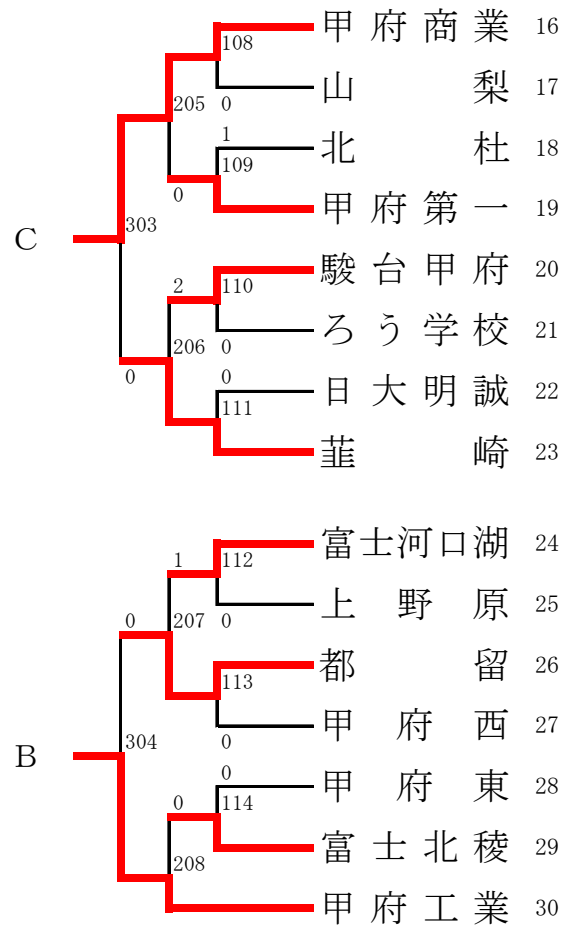 甲府商業 16
108
205
0
山梨 17
1
北杜 18
109
0
甲府第一 19
303
C
駿台甲府 20
2
110
206
0
ろう学校 21
0
0
日大明誠 22
111
韮崎 23
富士河口湖 24
1
112
207
0
上野原 25
0
都留 26
113
甲府西 27
304
0
B
0
甲府東 28
0
114
富士北稜 29
208
甲府工業 30